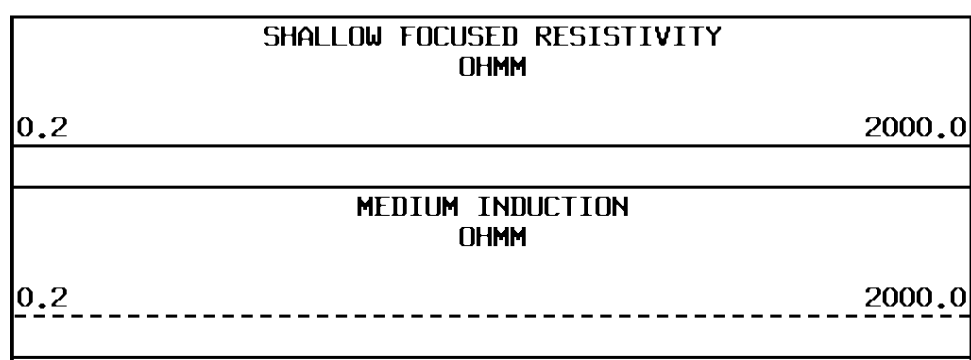 SHALLOW FOCUSED RESISTIVITY
OHMM
0.2 2000.0
MEDIUM INDUCTION
OHMM
0.2 2000.0